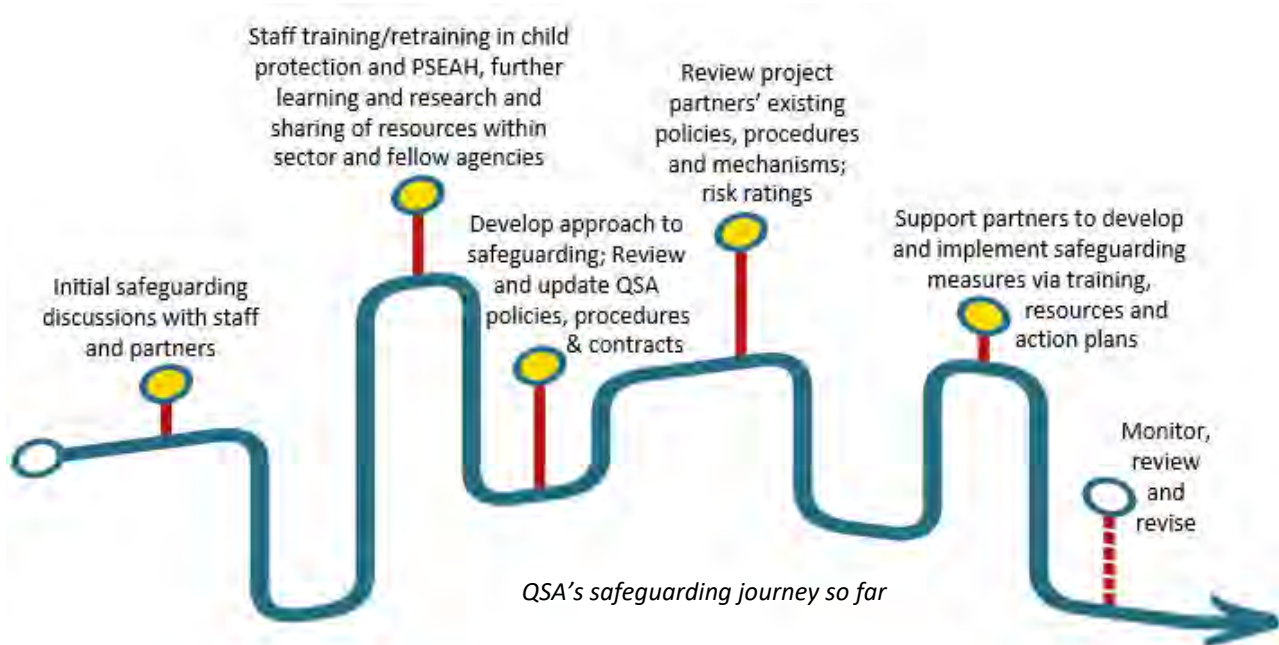 Initial safeguarding
discussions with staff
and partners
Staff training/retraining in child
protection and PSEAH, further
learning and research and
sharing of resources within
sector and fellow agencies
Develop approach to
safeguarding; Review
and update QSA
policies, procedures
& contracts
Review project
partners’ existing
policies, procedures
and mechanisms;
risk ratings
Support partners to develop
and implement safeguarding
measures via training,
resources and
action plans
Monitor,
review
and
revise
QSA’s safeguarding journey so far